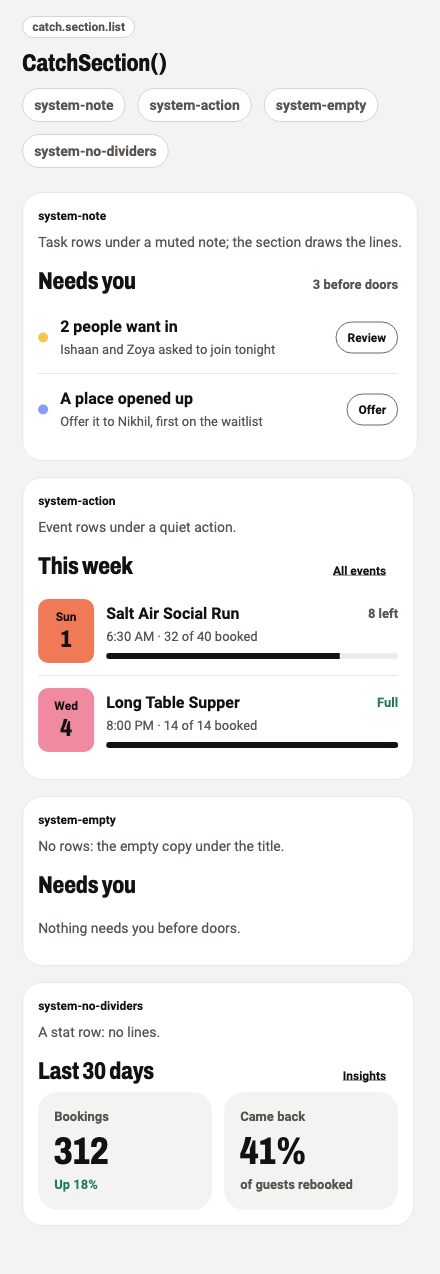 catch.section.list
CatchSection()
system-note
system-action
system-empty
system-no-dividers
system-note
Task rows under a muted note; the section draws the lines.
Needs you
3 before doors
2 people want in
Ishaan and Zoya asked to join tonight
Review
A place opened up
Offer it to Nikhil, first on the waitlist
Offer
system-action
Event rows under a quiet action.
This week
All events
Sun
1
Salt Air Social Run
8 left
6:30 AM · 32 of 40 booked
Wed
4
Long Table Supper
Full
8:00 PM · 14 of 14 booked
system-empty
No rows: the empty copy under the title.
Needs you
Nothing needs you before doors.
system-no-dividers
A stat row: no lines.
Last 30 days
Insights
Bookings
312
Up 18%
Came back
41%
of guests rebooked